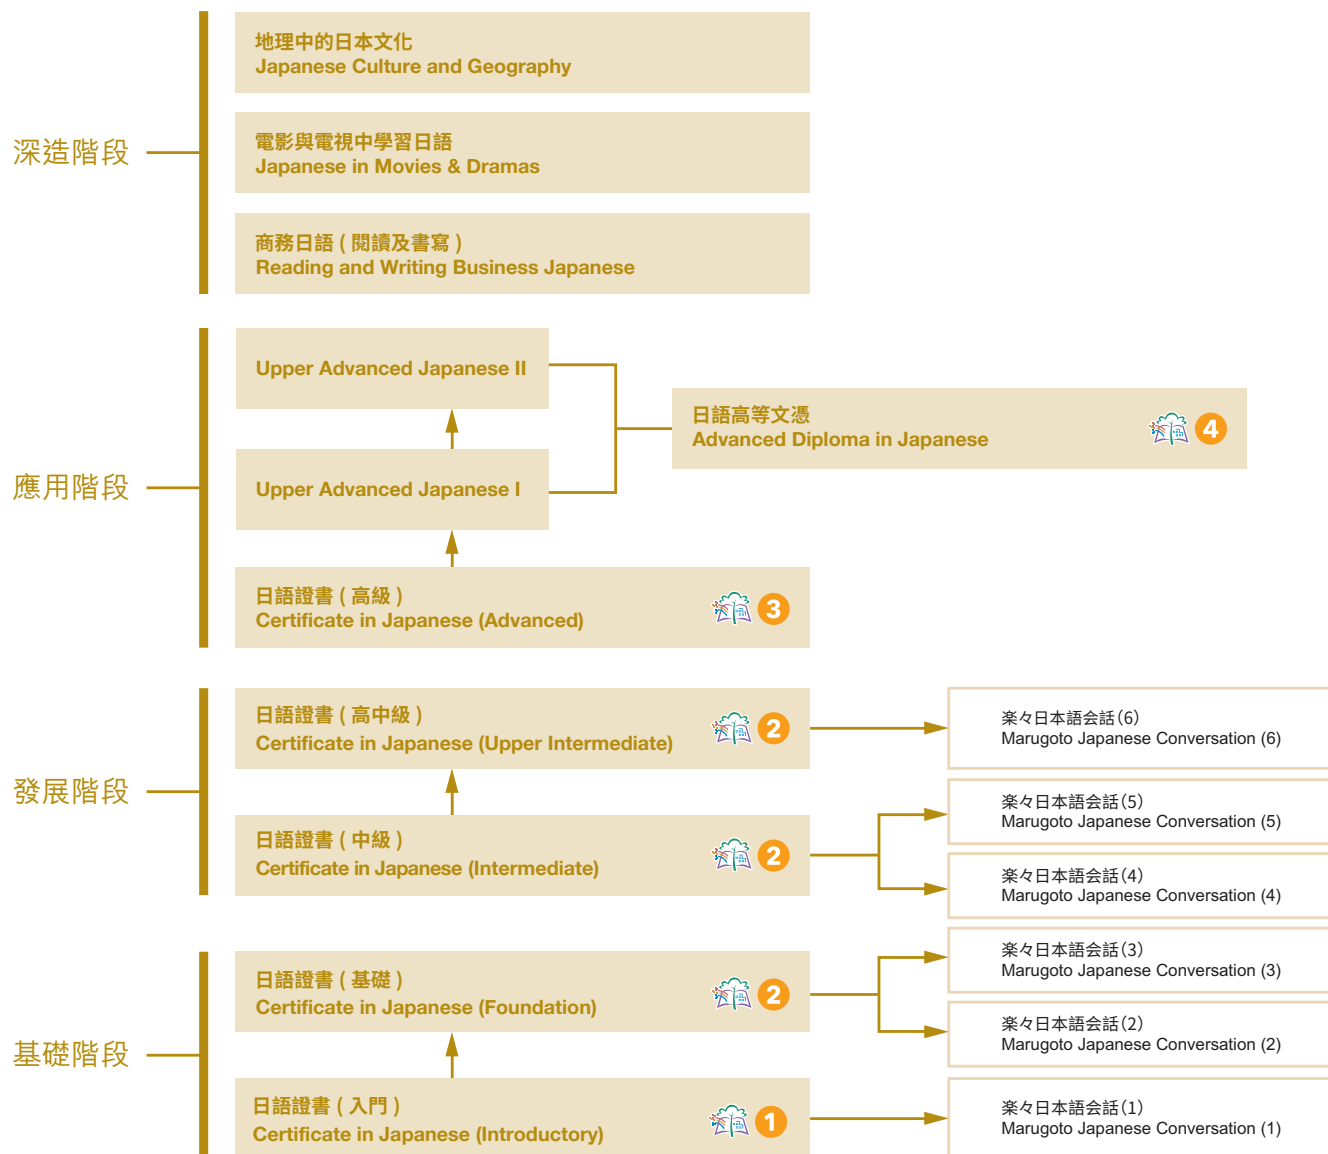 深造階段
地理中的日本文化
Japanese Culture and Geography
電影與電視中學習日語
Japanese in Movies & Dramas
商務日語 ( 閱讀及書寫 )
Reading and Writing Business Japanese
應用階段
Upper Advanced Japanese II
Upper Advanced Japanese I
日語高等文憑
Advanced Diploma in Japanese
4
日語證書 ( 高級 )
Certificate in Japanese (Advanced)
3
發展階段
日語證書 ( 高中級 )
Certificate in Japanese (Upper Intermediate)
2
楽々日本語会話(6)
Marugoto Japanese Conversation (6)
日語證書 ( 中級 )
Certificate in Japanese (Intermediate)
2
楽々日本語会話(5)
Marugoto Japanese Conversation (5)
楽々日本語会話(4)
Marugoto Japanese Conversation (4)
基礎階段
日語證書 ( 基礎 )
Certificate in Japanese (Foundation)
2
楽々日本語会話(3)
Marugoto Japanese Conversation (3)
楽々日本語会話(2)
Marugoto Japanese Conversation (2)
日語證書 ( 入門 )
Certificate in Japanese (Introductory)
1
楽々日本語会話(1)
Marugoto Japanese Conversation (1)